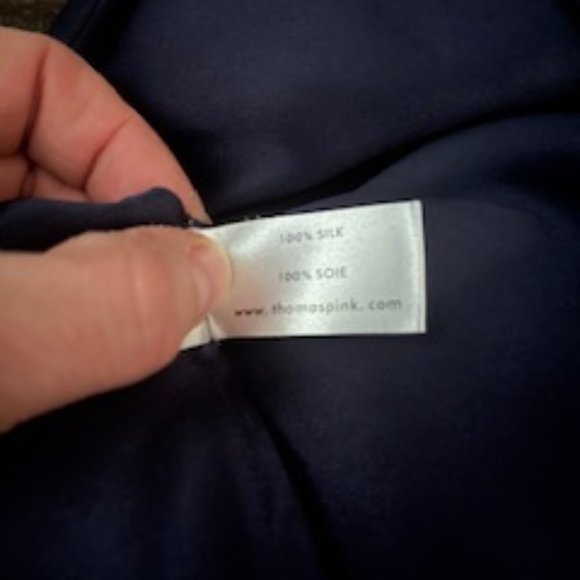 100% SILK
100% SOIE
www. thomaspink. com